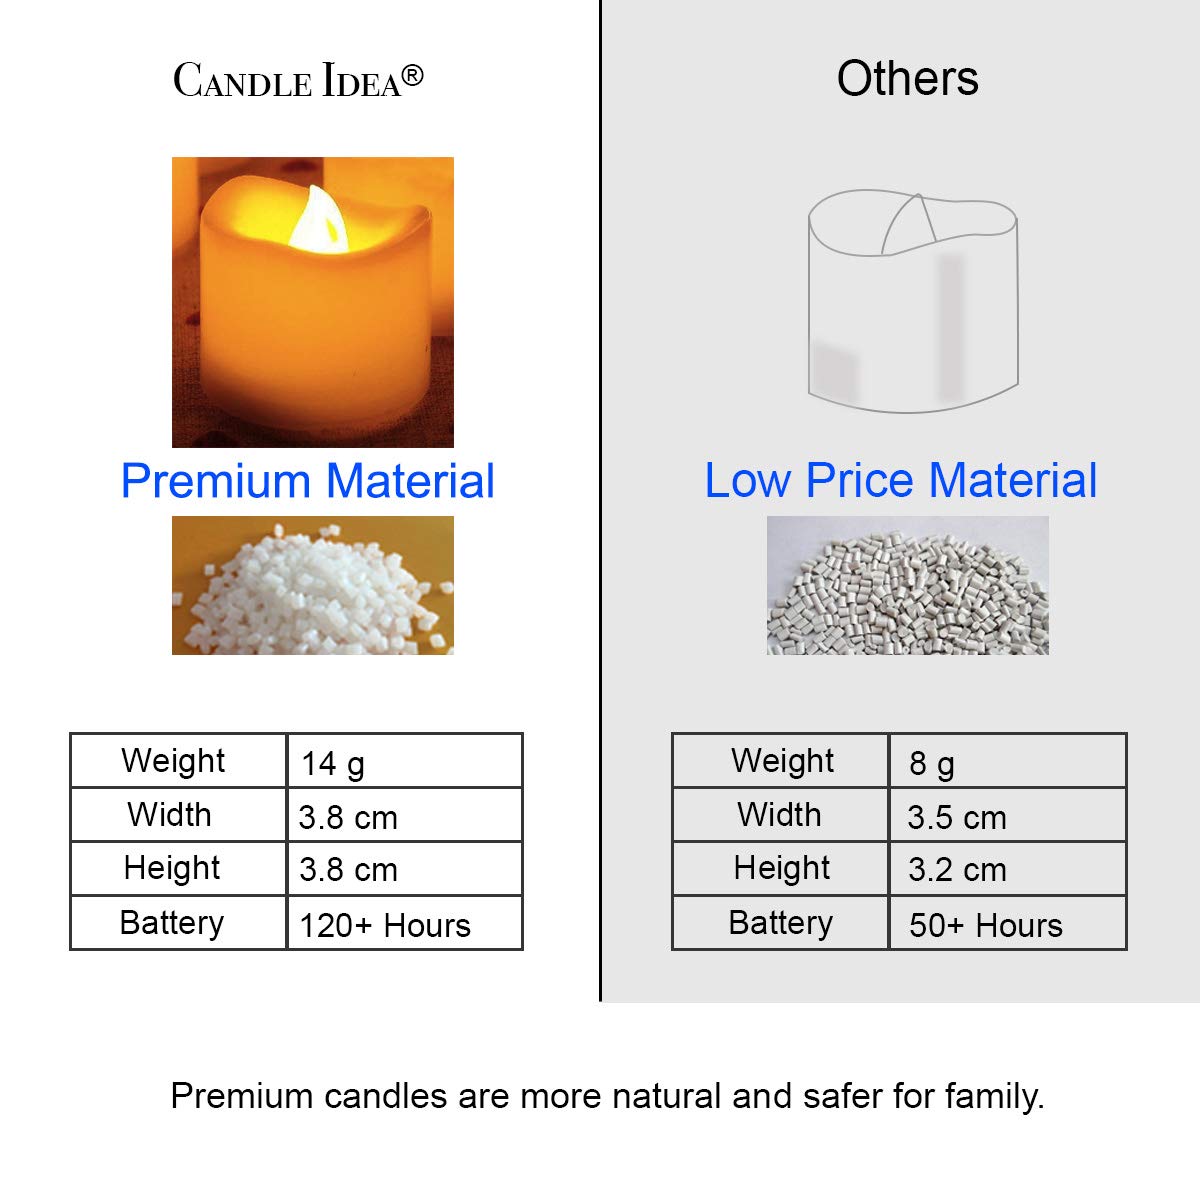 CANDLE IDEA®
Premium Material
Weight 14 g
Width 3.8 cm
Height 3.8 cm
Battery 120+ Hours
Others
Low Price Material
Weight 8 g
Width 3.5 cm
Height 3.2 cm
Battery 50+ Hours
Premium candles are more natural and safer for family.